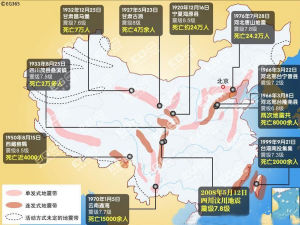 ©EQ365
1932年12月25日
甘肃昌马堡
震级7.6级
死亡7万人
1927年5月23日
甘肃古浪
震级8级
死亡4万余人
1920年12月16日
宁夏海原县
震级8.5级
死亡约24万人
1976年7月28日
河北唐山地震
震级7.8级
死亡24.2万人
1933年8月25日
四川茂县叠溪镇
震级7.5级
死亡2万多人
北京
1966年3月22日
河北邢台宁晋县
震级7.2级
1966年3月8日
河北邢台隆尧县
两次地震共
死亡8000余人
1950年8月15日
西藏察隅
震级8.6级
死亡近4000人
1999年9月21日
台湾南投集集
震级7.3级
死亡2000余人
1970年1月5日
云南通海
震级7.7级
死亡15000余人
2008年5月12日
四川汶川地震
震级7.8级
单发式地震带
连发式地震带
活动方式未定的地震带